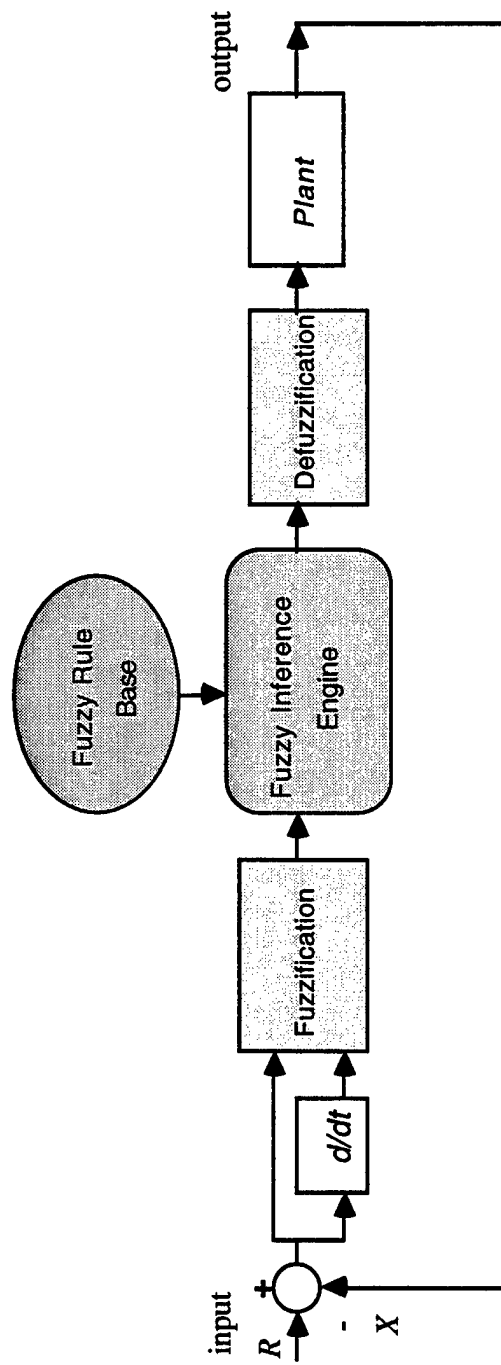 input
R
+
-
X
d/dt
Fuzzification
Fuzzy Rule
Base
Fuzzy Inference
Engine
Defuzzification
Plant
output